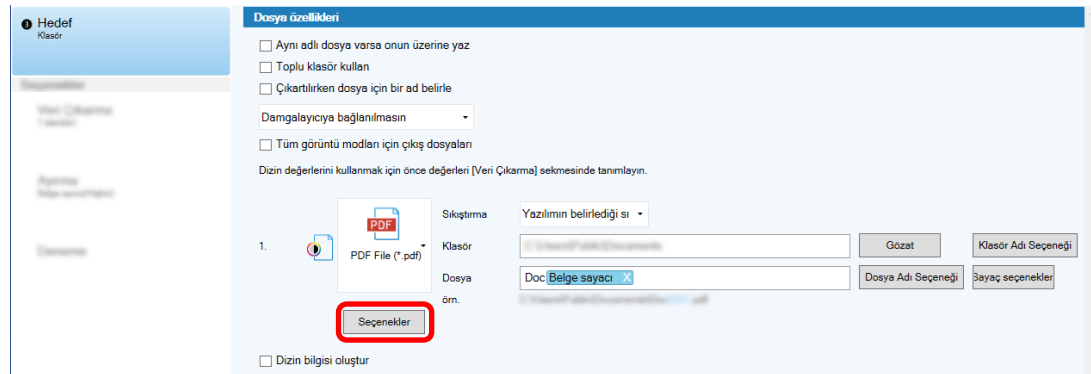 3 Hedef
Klasör
Dosya özellikleri
Aynı adlı dosya varsa onun üzerine yaz
Toplu klasör kullan
Çıkartılırken dosya için bir ad belirle
Damgalayıcıya bağlanılmasın
Tüm görüntü modları için çıkış dosyaları
Dizin değerlerini kullanmak için önce değerleri [Veri Çıkarma] sekmesinde tanımlayın.
1.
PDF
PDF File (*.pdf)
Sıkıştırma
Yazılımın belirlediği sı
Klasör
Gözat
Klasör Adı Seçeneği
Dosya
Doc Belge sayacı X
Dosya Adı Seçeneği
Sayaç seçenekler
örn.
Seçenekler
Dizin bilgisi oluştur